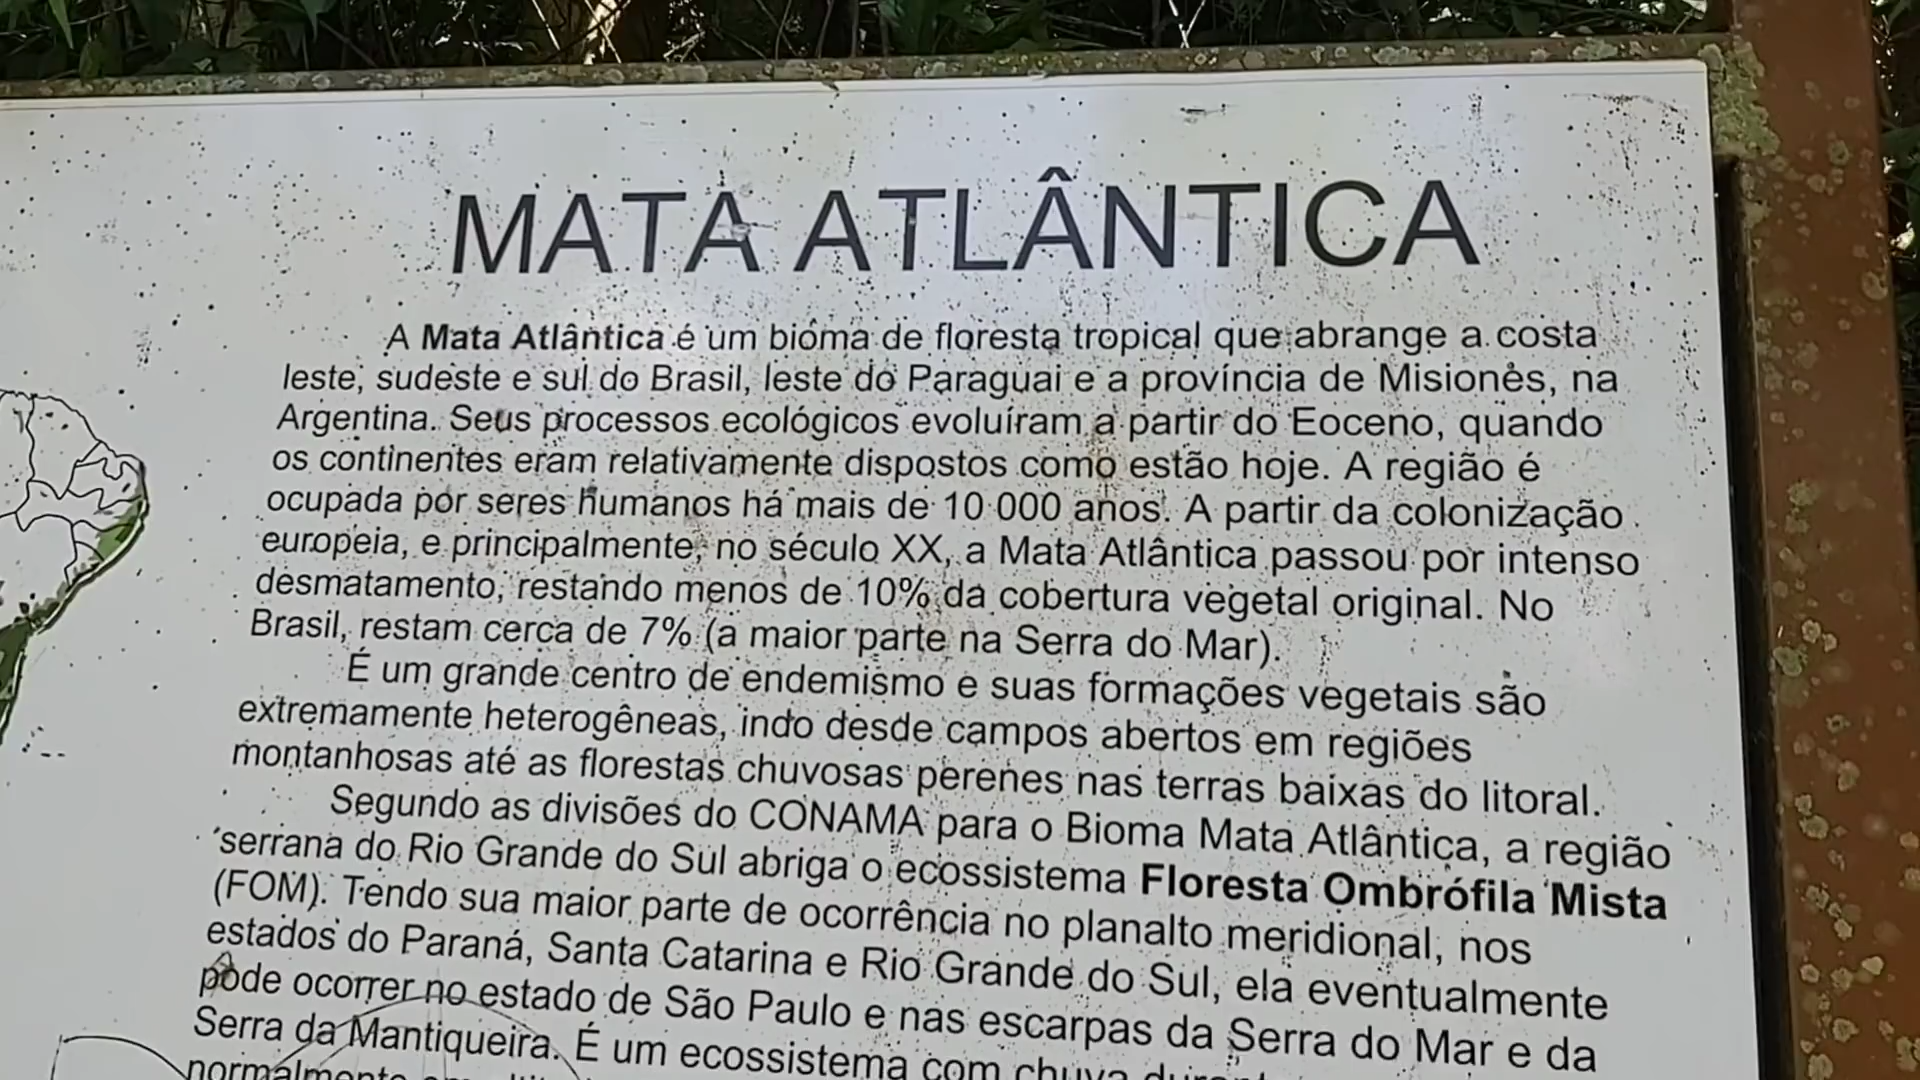 MATA ATLÂNTICA
A Mata Atlântica é um bioma de floresta tropical que abrange a costa
leste, sudeste e sul do Brasil, leste do Paraguai e a província de Misiones, na
Argentina. Seus processos ecológicos evoluíram a partir do Eoceno, quando
os continentes eram relativamente dispostos como estão hoje. A região é
ocupada por seres humanos há mais de 10 000 anos. A partir da colonização
europeia, e principalmente, no século XX, a Mata Atlântica passou por intenso
desmatamento, restando menos de 10% da cobertura vegetal original. No
Brasil, restam cerca de 7% (a maior parte na Serra do Mar).
É um grande centro de endemismo e suas formações vegetais são
extremamente heterogêneas, indo desde campos abertos em regiões
montanhosas até as florestas chuvosas perenes nas terras baixas do litoral.
Segundo as divisões do CONAMA para o Bioma Mata Atlântica, a região
serrana do Rio Grande do Sul abriga o ecossistema Floresta Ombrófila Mista
(FOM). Tendo sua maior parte de ocorrência no planalto meridional, nos
estados do Paraná, Santa Catarina e Rio Grande do Sul, ela eventualmente
pode ocorrer no estado de São Paulo e nas escarpas da Serra do Mar e da
Serra da Mantiqueira. É um ecossistema com chuva
normalmente